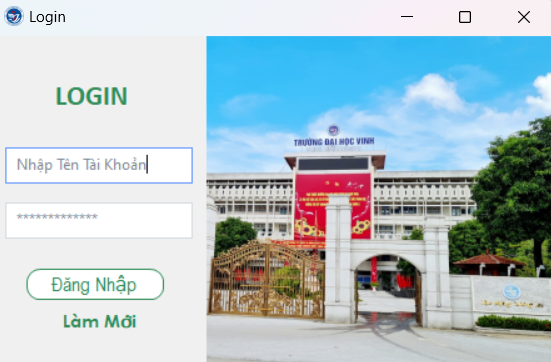 Login
LOGIN
Nhập Tên Tài Khoản
*************
Đăng Nhập
Làm Mới
TRƯỜNG ĐẠI HỌC VINH